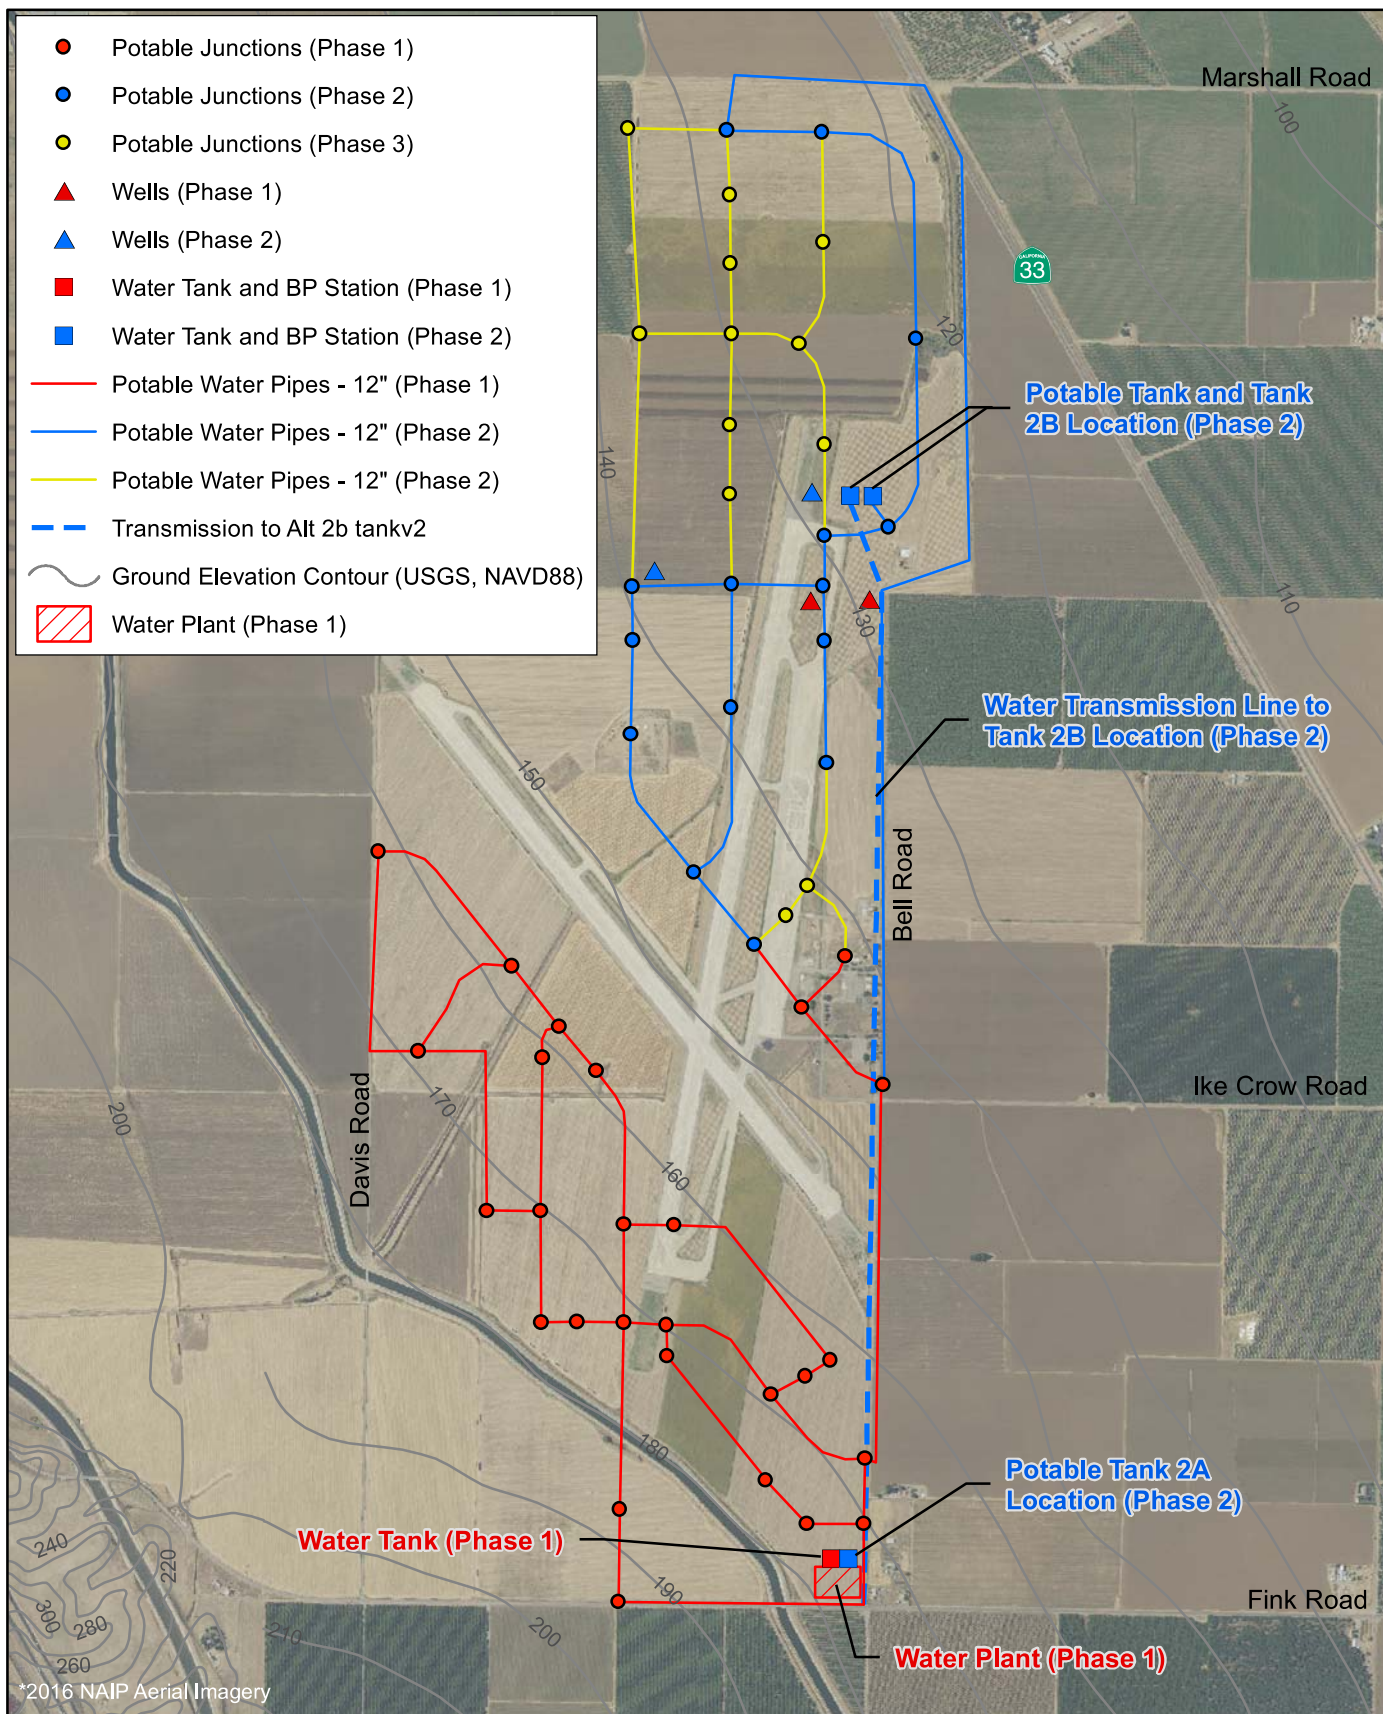 Potable Junctions (Phase 1)
Potable Junctions (Phase 2)
Potable Junctions (Phase 3)
Wells (Phase 1)
Wells (Phase 2)
Water Tank and BP Station (Phase 1)
Water Tank and BP Station (Phase 2)
Potable Water Pipes - 12" (Phase 1)
Potable Water Pipes - 12" (Phase 2)
Potable Water Pipes - 12" (Phase 2)
Transmission to Alt 2b tankv2
Ground Elevation Contour (USGS, NAVD88)
Water Plant (Phase 1)
Marshall Road
100
CALIFORNIA
33
120
Potable Tank and Tank
2B Location (Phase 2)
140
110
130
Water Transmission Line to
Tank 2B Location (Phase 2)
150
Bell Road
Ike Crow Road
170
200
Davis Road
160
180
Potable Tank 2A
Location (Phase 2)
Water Tank (Phase 1)
240
220
190
Fink Road
300
280
210
200
260
Water Plant (Phase 1)
*2016 NAIP Aerial Imagery